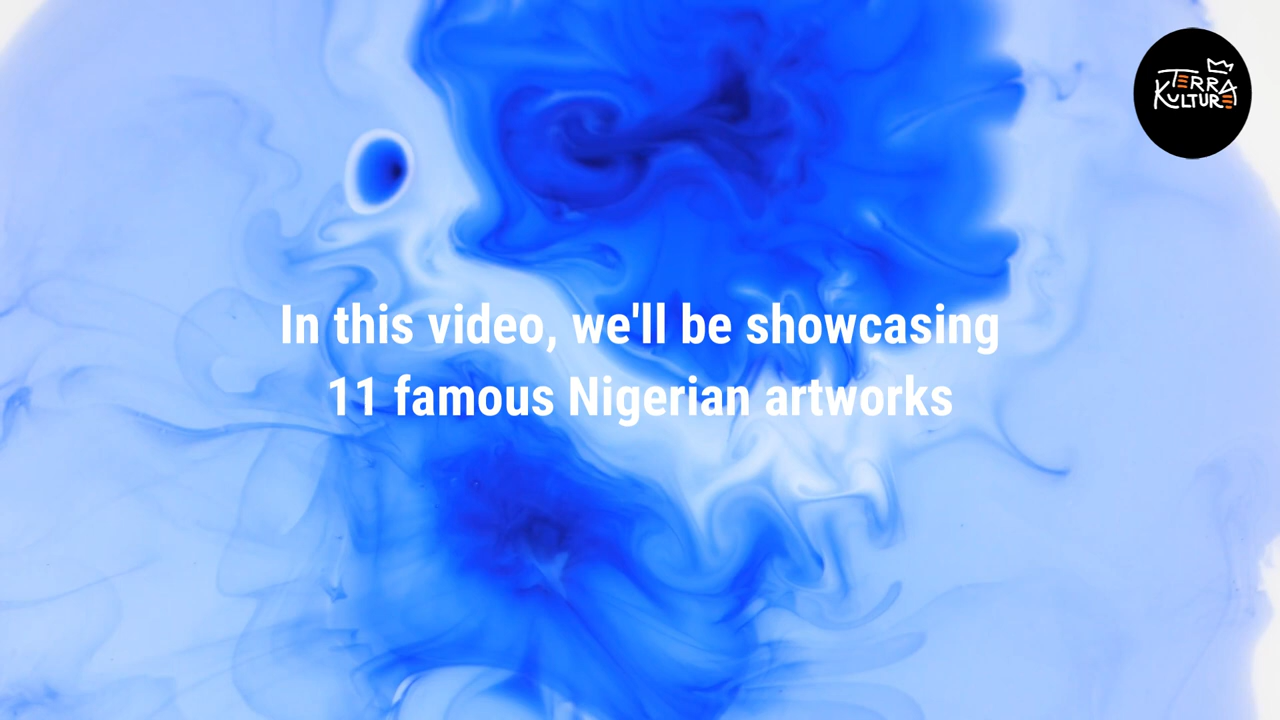 TERRA
KULTURE
In this video, we'll be showcasing
11 famous Nigerian artworks